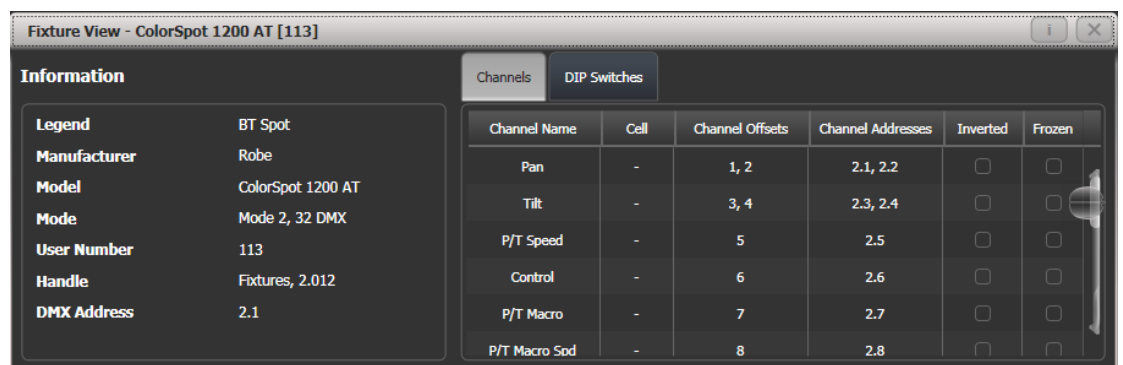 Fixture View - ColorSpot 1200 AT [113] i
Information
Legend BT Spot
Manufacturer Robe
Model ColorSpot 1200 AT
Mode Mode 2, 32 DMX
User Number 113
Handle Fixtures, 2.012
DMX Address 2.1
Channels DIP Switches
Channel Name Cell Channel Offsets Channel Addresses Inverted Frozen
Pan - 1, 2 2.1, 2.2
Tilt - 3, 4 2.3, 2.4
P/T Speed - 5 2.5
Control - 6 2.6
P/T Macro - 7 2.7
P/T Macro Spd - 8 2.8